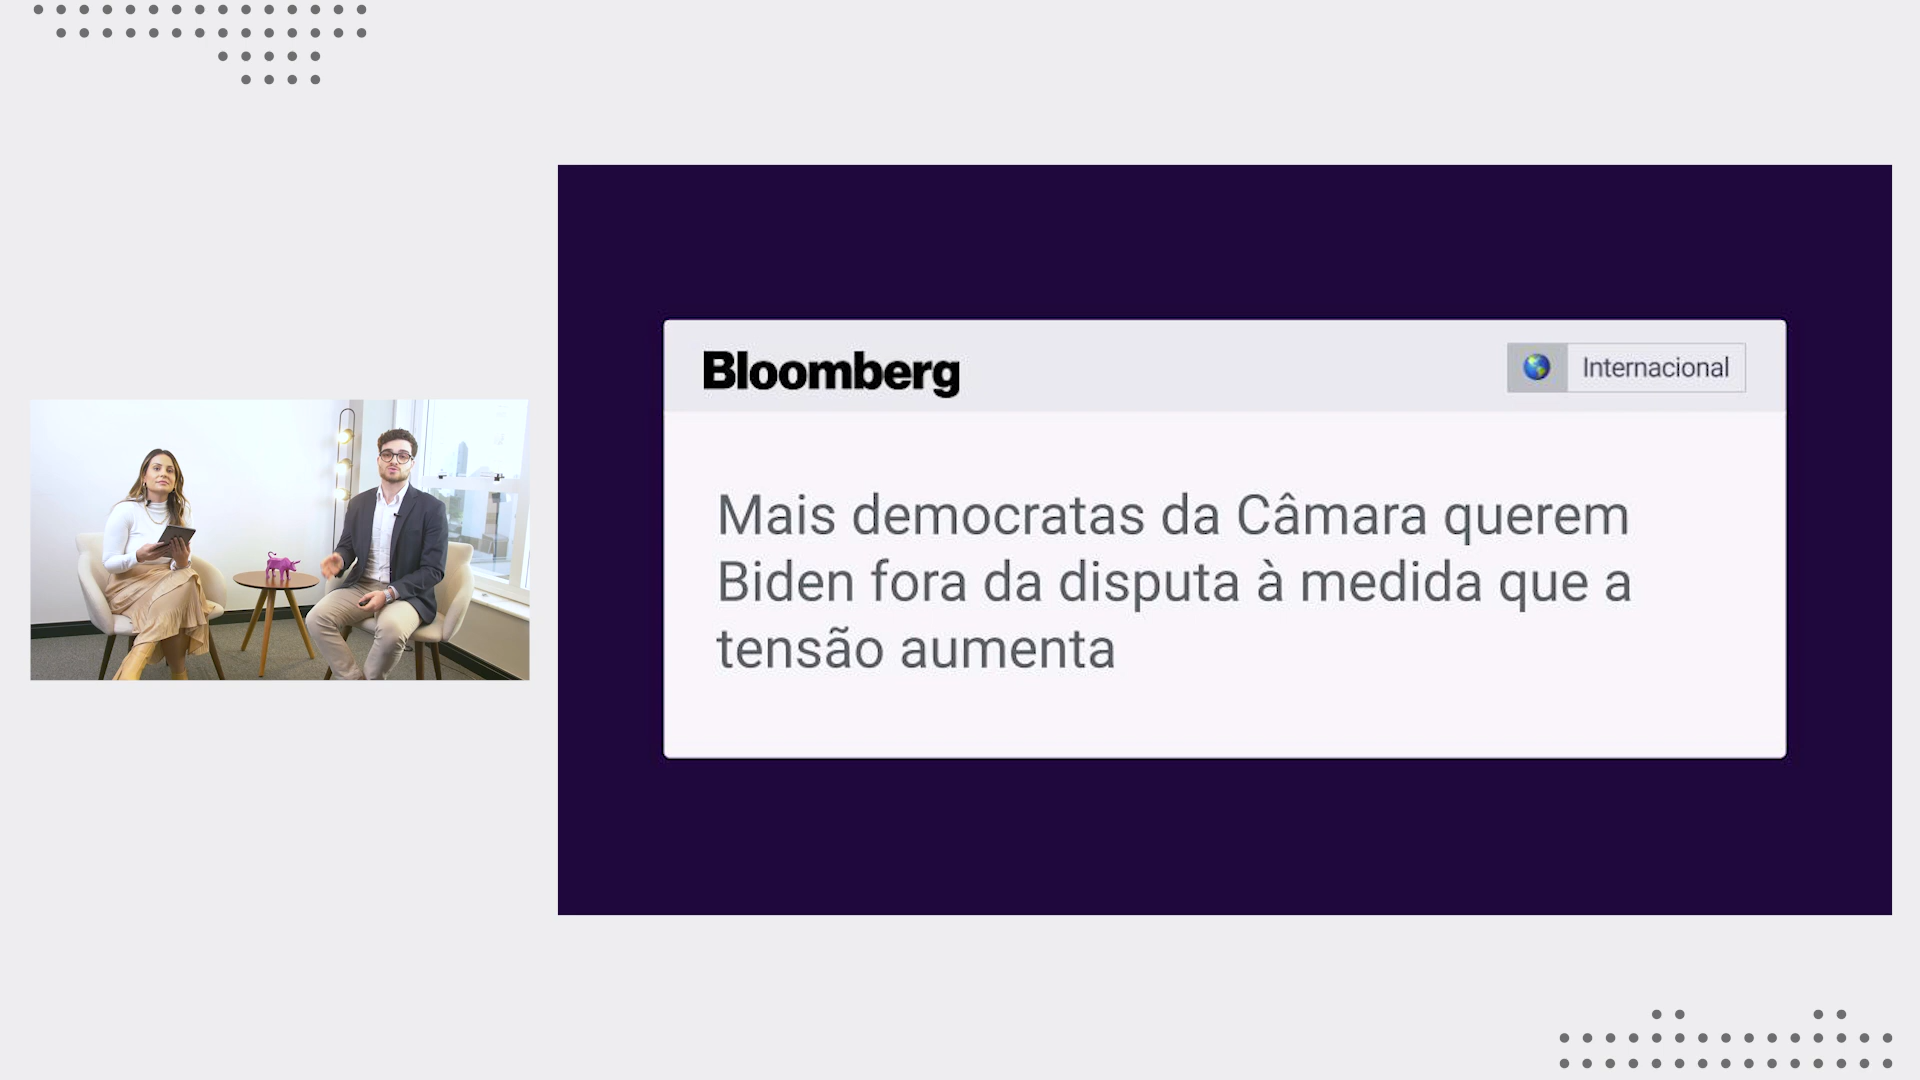 Bloomberg
Internacional
Mais democratas da Câmara querem
Biden fora da disputa à medida que a
tensão aumenta